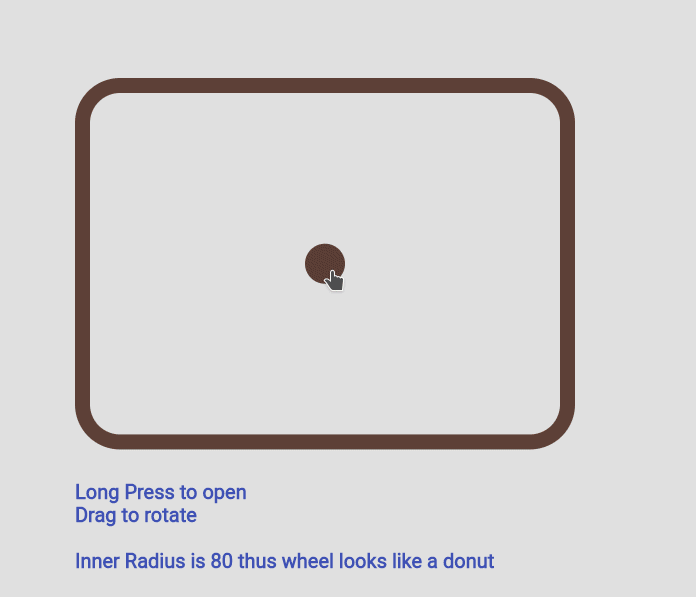 Long Press to open
Drag to rotate
Inner Radius is 80 thus wheel looks like a donut